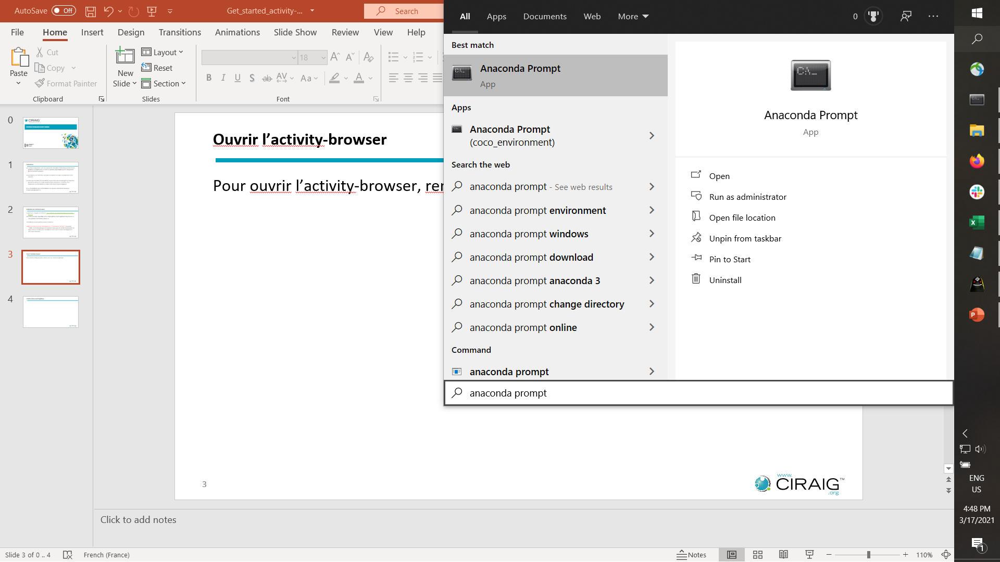 AutoSave Off
Get_started_activity-...
Search
File Home Insert Design Transitions Animations Slide Show Review View Help
Paste
Cut
Copy
Format Painter
Clipboard
New Slide
Layout
Reset
Section
Slides
18
B I U S ab AV Aa A
Font
0
1
2
3
4
Ouvrir l’activity-browser
Pour ouvrir l’activity-browser,
3
www.
CIRAIG™
.org
Click to add notes
Slide 3 of 0 .. 4
French (France)
Notes
110%
All Apps Documents Web More
0
Best match
Anaconda Prompt
App
Apps
Anaconda Prompt
(coco_environment)
Search the web
anaconda prompt - See web results
anaconda prompt environment
anaconda prompt windows
anaconda prompt download
anaconda prompt anaconda 3
anaconda prompt change directory
anaconda prompt online
Command
anaconda prompt
anaconda prompt
C:\_
Anaconda Prompt
App
Open
Run as administrator
Open file location
Unpin from taskbar
Pin to Start
Uninstall
ENG
US
4:48 PM
3/17/2021
1